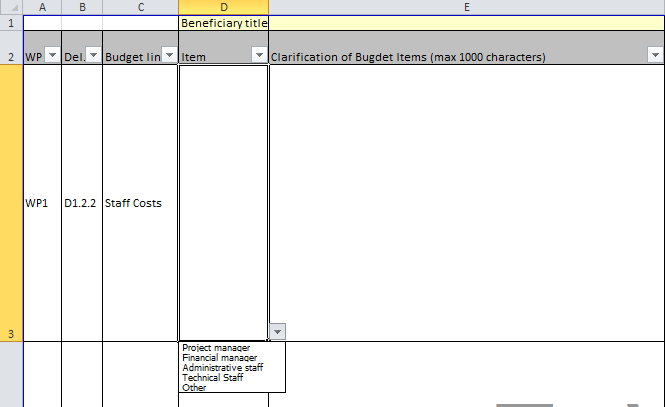 A B C D E
1 Beneficiary title
2 WP Del. Budget lin Item Clarification of Bugdet Items (max 1000 characters)
WP1 D1.2.2 Staff Costs
3
Project manager
Financial manager
Administrative staff
Technical Staff
Other